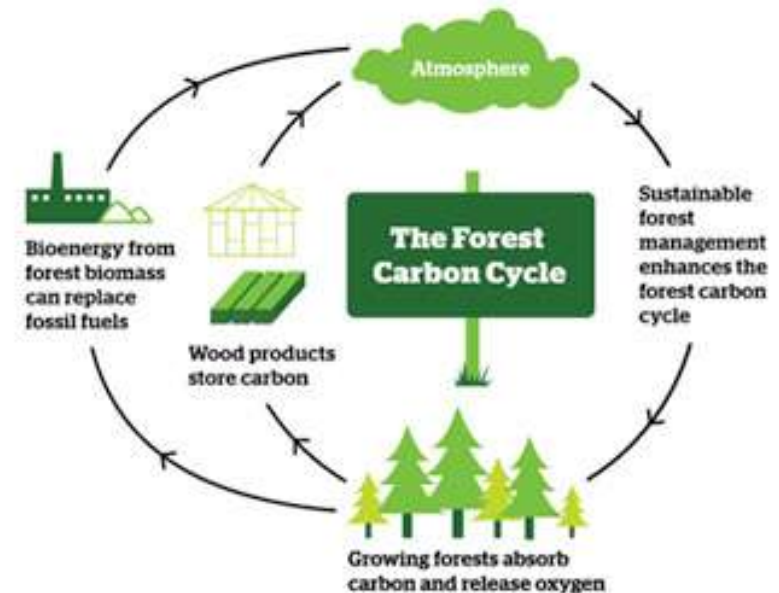 Atmosphere
The Forest
Carbon Cycle
Sustainable
forest
management
enhances the
forest carbon
cycle
Bioenergy from
forest biomass
can replace
fossil fuels
Wood products
store carbon
Growing forests absorb
carbon and release oxygen